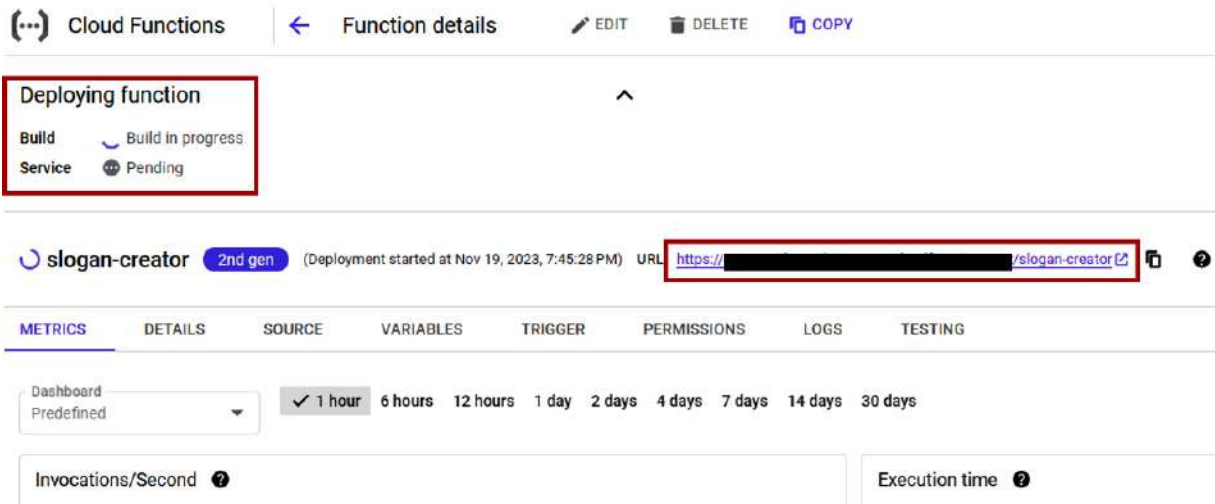 (...) Cloud Functions ← Function details EDIT DELETE COPY
Deploying function
Build Build in progress
Service Pending
slogan-creator 2nd gen (Deployment started at Nov 19, 2023, 7:45:28 PM) URL https:// /slogan-creator
METRICS DETAILS SOURCE VARIABLES TRIGGER PERMISSIONS LOGS TESTING
Dashboard
Predefined
✓ 1 hour 6 hours 12 hours 1 day 2 days 4 days 7 days 14 days 30 days
Invocations/Second ? Execution time ?